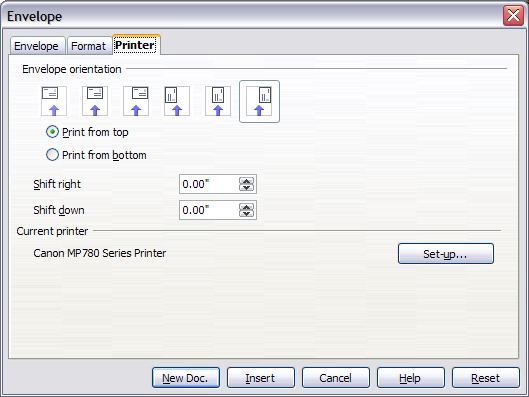 Envelope
Envelope Format Printer
Envelope orientation
Print from top
Print from bottom
Shift right 0.00"
Shift down 0.00"
Current printer
Canon MP780 Series Printer Set-up...
New Doc. Insert Cancel Help Reset